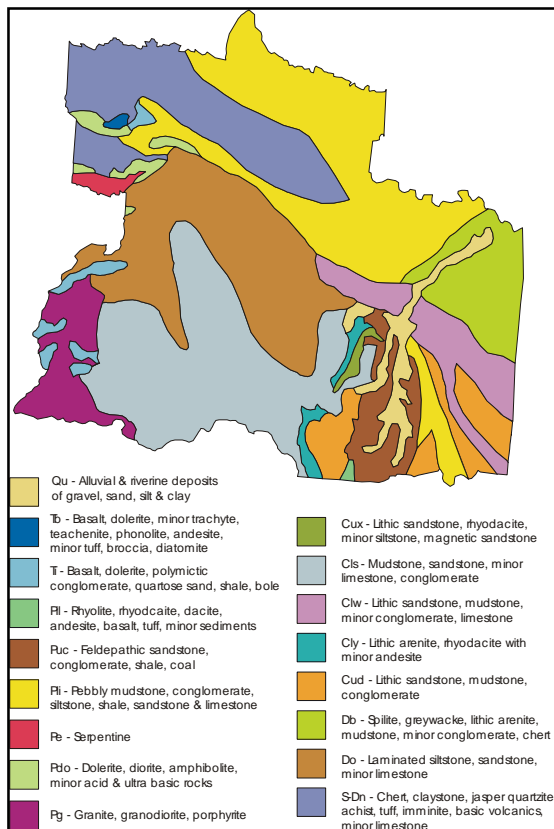 Qu - Alluvial & riverine deposits
of gravel, sand, silt & clay
Tb - Basalt, dolerite, minor trachyte,
teachenite, phonolite, andesite,
minor tuff, broccia, diatomite
Tl - Basalt, dolerite, polymictic
conglomerate, quartose sand, shale, bole
Pll - Rhyolite, rhyodcaite, dacite,
andesite, basalt, tuff, minor sediments
Puc - Feldepathic sandstone,
conglomerate, shale, coal
Pli - Pebbly mudstone, conglomerate,
siltstone, shale, sandstone & limestone
Pe - Serpentine
Pdo - Dolerite, diorite, amphibolite,
minor acid & ultra basic rocks
Pg - Granite, granodiorite, porphyrite
Cux - Lithic sandstone, rhyodacite,
minor siltstone, magnetic sandstone
Cls - Mudstone, sandstone, minor
limestone, conglomerate
Clw - Lithic sandstone, mudstone,
minor conglomerate, limestone
Cly - Lithic arenite, rhyodacite with
minor andesite
Cud - Lithic sandstone, mudstone,
conglomerate
Db - Spilite, greywacke, lithic arenite,
mudstone, minor conglomerate, chert
Do - Laminated siltstone, sandstone,
minor limestone
S-Dn - Chert, claystone, jasper quartzite
achist, tuff, imminite, basic volcanics,
minor limestone